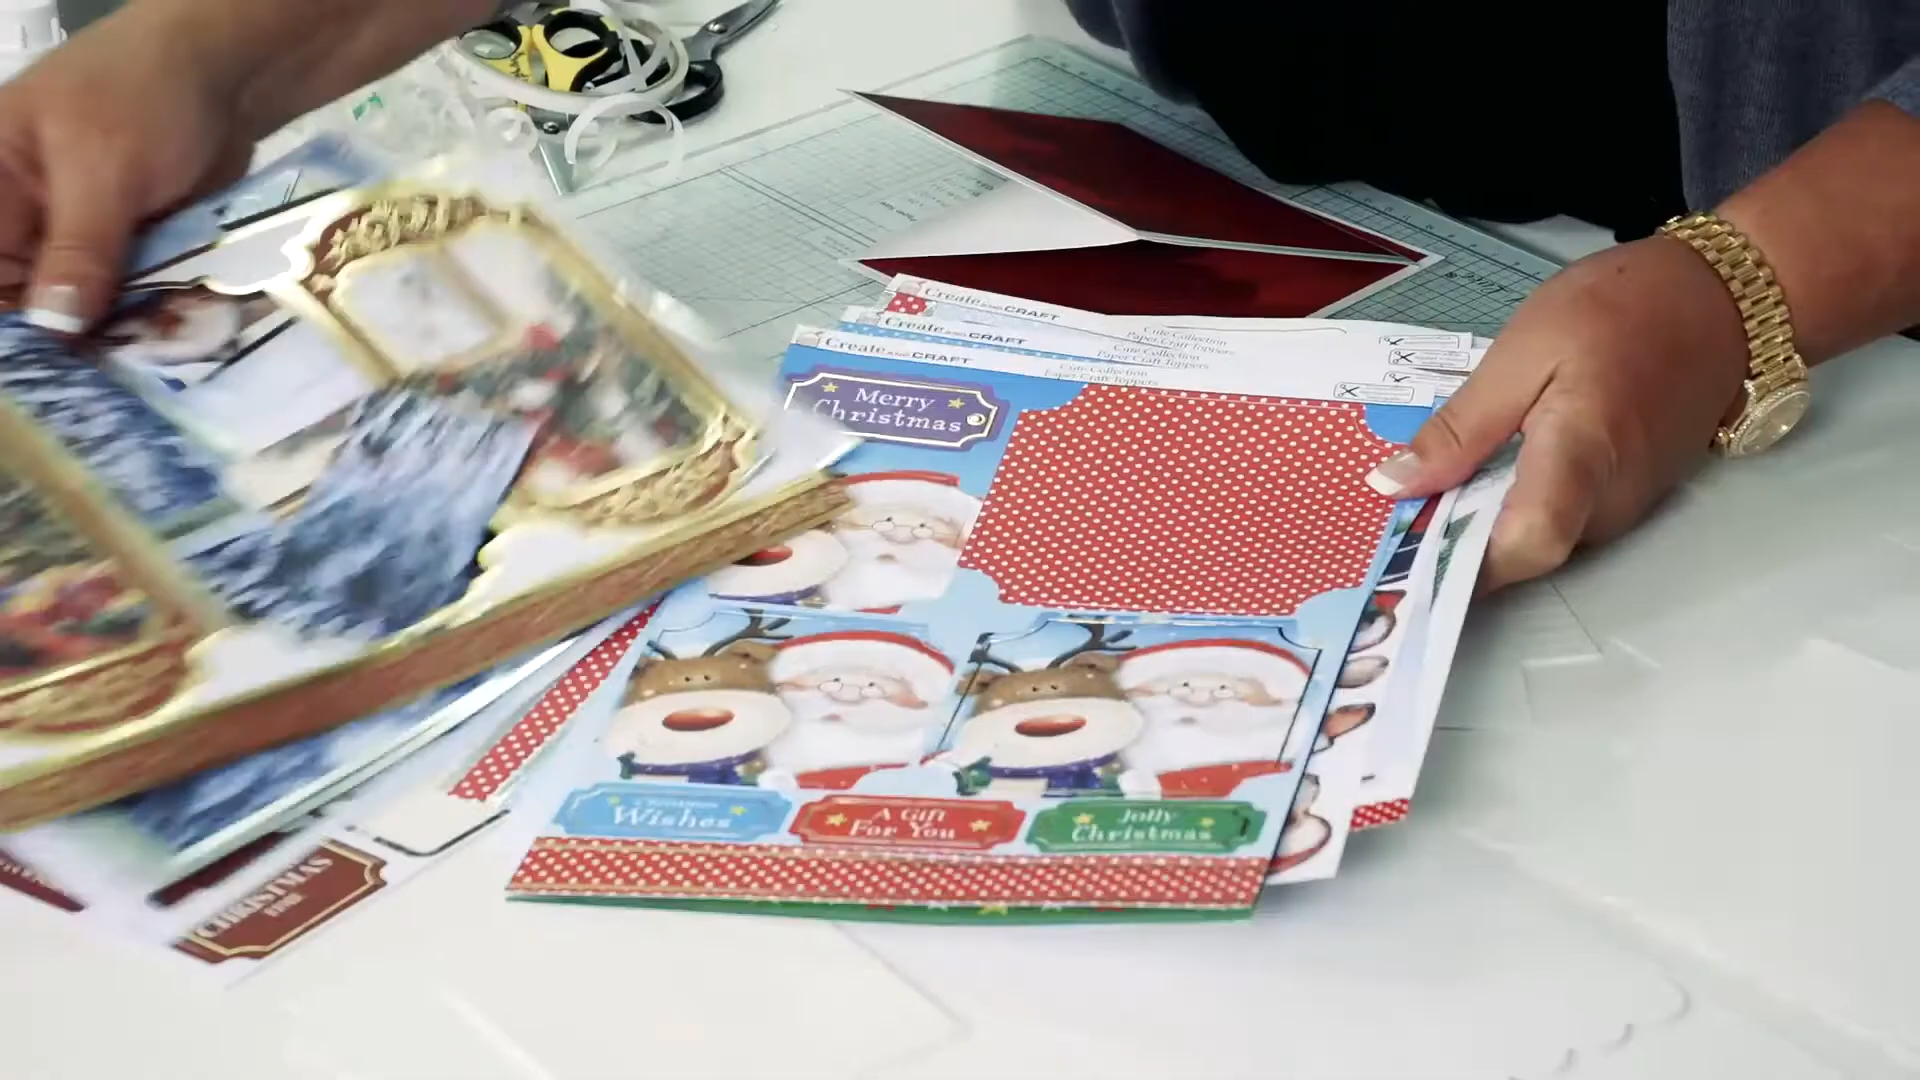 Create AND CRAFT
Cute Collection
Paper Craft Toppers
Create AND CRAFT
Cute Collection
Paper Craft Toppers
Create AND CRAFT
Cute Collection
Paper Craft Toppers
Merry
Christmas
Christmas
Wishes
A Gift
For You
Jolly
Christmas
CHRISTMAS
TIME